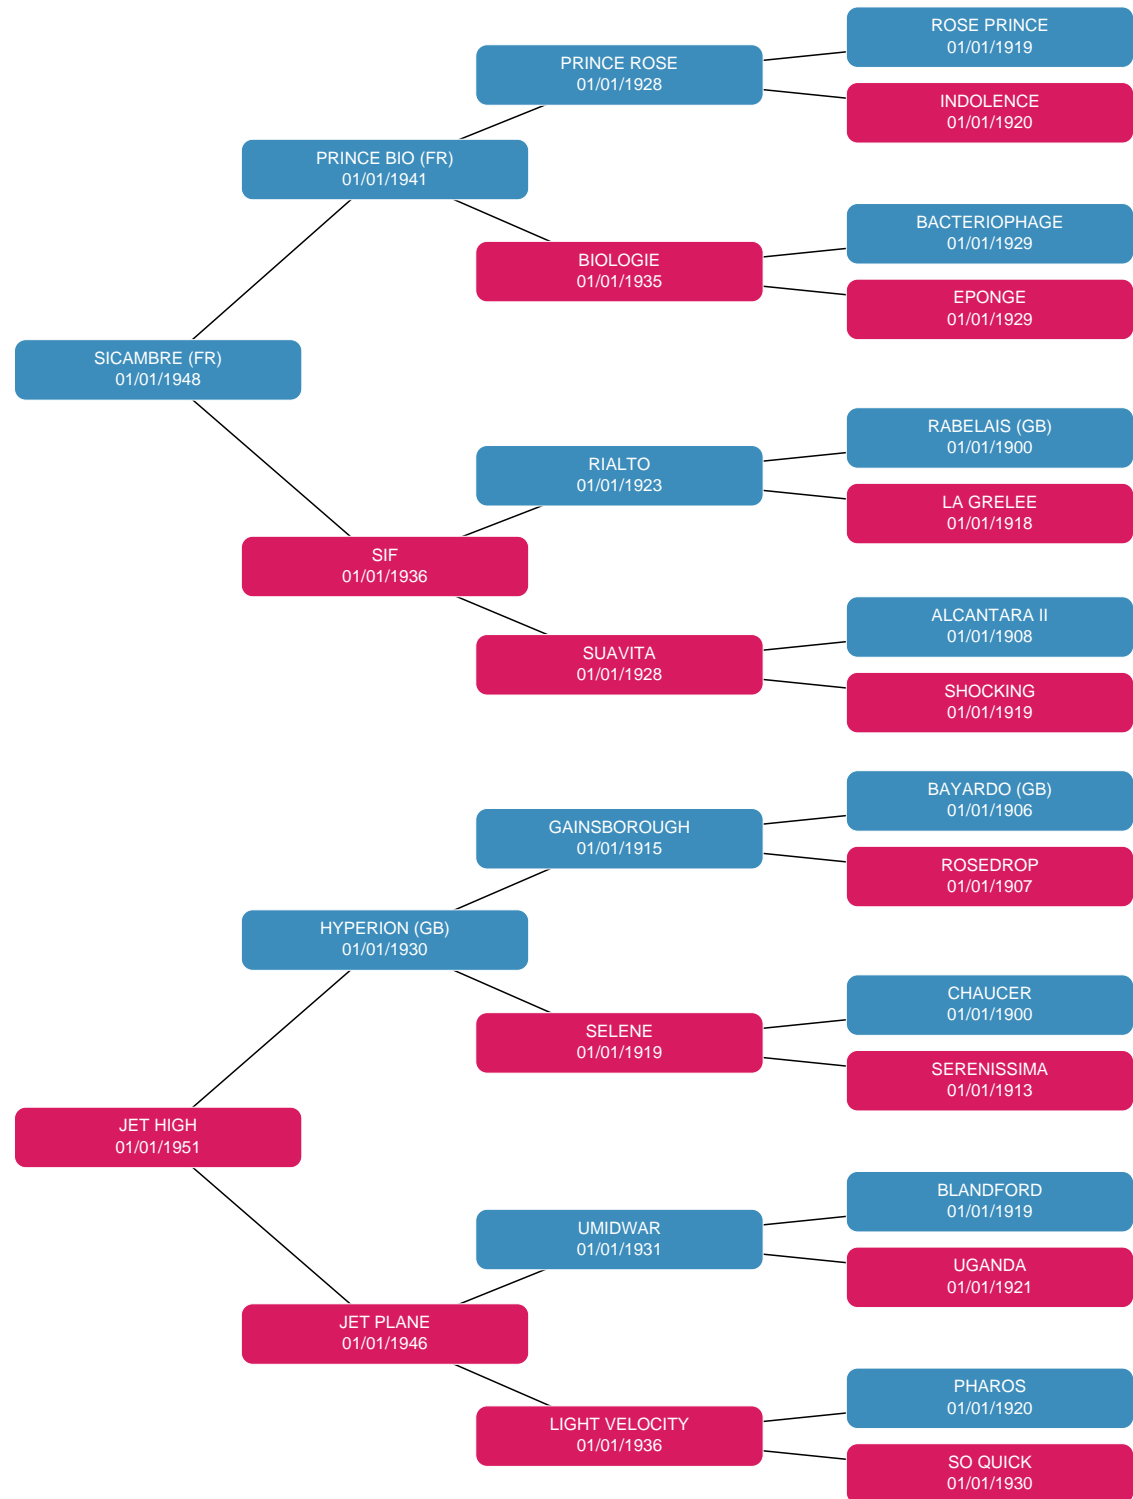 ROSE PRINCE
01/01/1919
PRINCE ROSE
01/01/1928
INDOLENCE
01/01/1920
PRINCE BIO (FR)
01/01/1941
BACTERIOPHAGE
01/01/1929
BIOLOGIE
01/01/1935
EPONGE
01/01/1929
SICAMBRE (FR)
01/01/1948
RABELAIS (GB)
01/01/1900
RIALTO
01/01/1923
LA GRELEE
01/01/1918
SIF
01/01/1936
ALCANTARA II
01/01/1908
SUAVITA
01/01/1928
SHOCKING
01/01/1919
BAYARDO (GB)
01/01/1906
GAINSBOROUGH
01/01/1915
ROSEDROP
01/01/1907
HYPERION (GB)
01/01/1930
CHAUCER
01/01/1900
SELENE
01/01/1919
SERENISSIMA
01/01/1913
JET HIGH
01/01/1951
BLANDFORD
01/01/1919
UMIDWAR
01/01/1931
UGANDA
01/01/1921
JET PLANE
01/01/1946
PHAROS
01/01/1920
LIGHT VELOCITY
01/01/1936
SO QUICK
01/01/1930